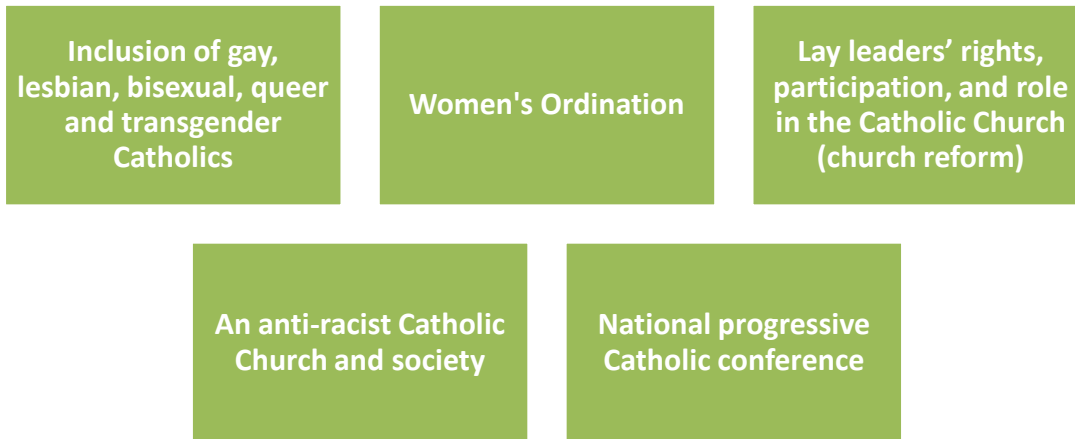 Inclusion of gay,
lesbian, bisexual, queer
and transgender
Catholics
Women's Ordination
Lay leaders’ rights,
participation, and role
in the Catholic Church
(church reform)
An anti-racist Catholic
Church and society
National progressive
Catholic conference